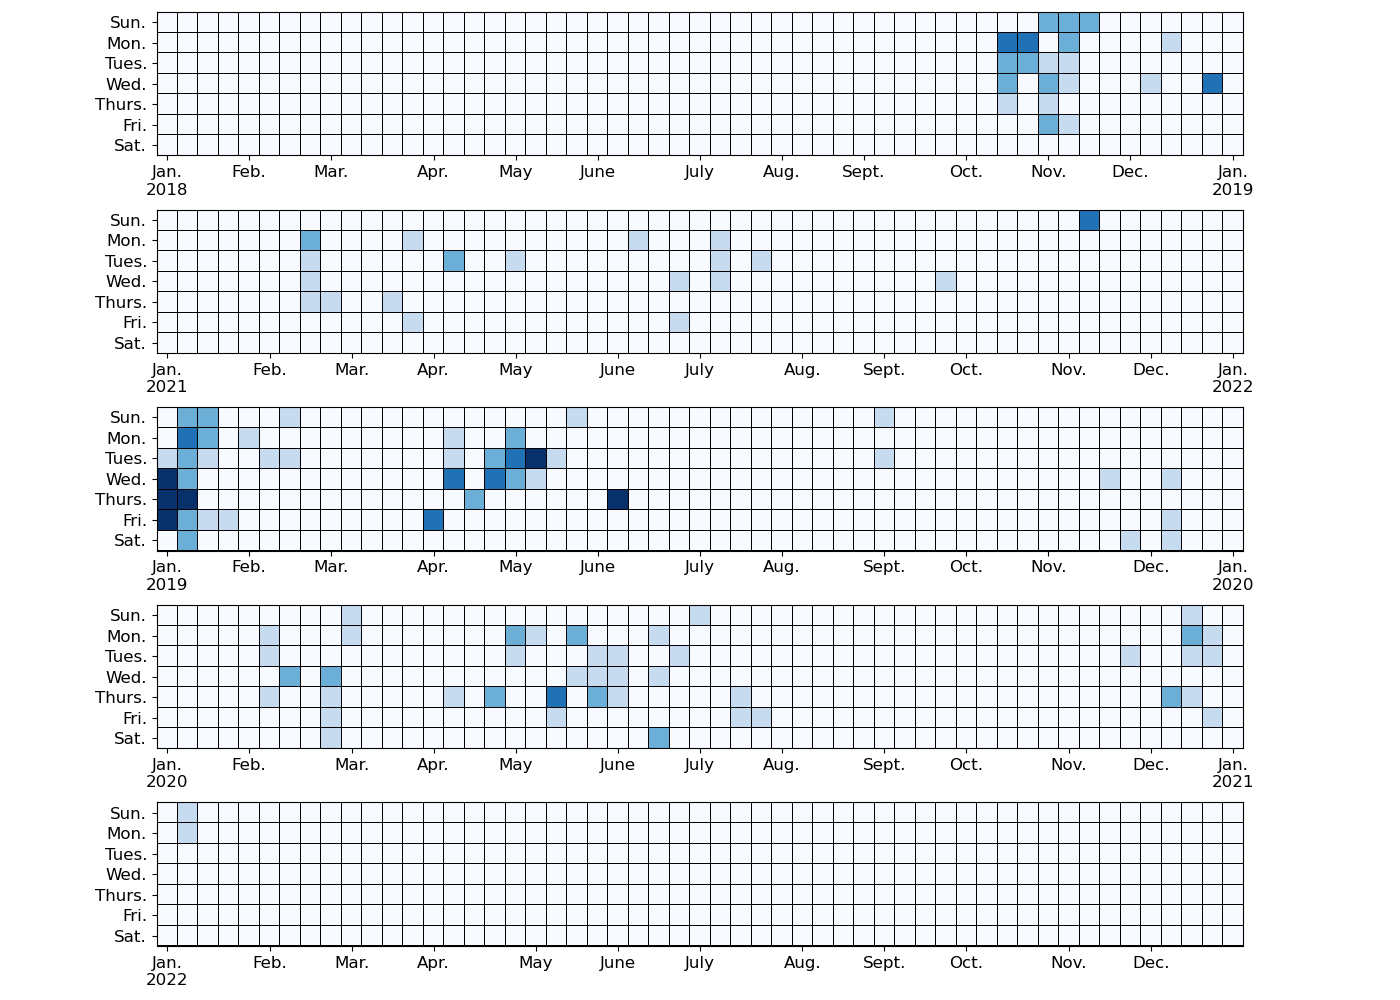 Sun.
Mon.
Tues.
Wed.
Thurs.
Fri.
Sat.
Jan. Feb. Mar. Apr. May June July Aug. Sept. Oct. Nov. Dec. Jan.
2018 2019
Sun.
Mon.
Tues.
Wed.
Thurs.
Fri.
Sat.
Jan. Feb. Mar. Apr. May June July Aug. Sept. Oct. Nov. Dec. Jan.
2021 2022
Sun.
Mon.
Tues.
Wed.
Thurs.
Fri.
Sat.
Jan. Feb. Mar. Apr. May June July Aug. Sept. Oct. Nov. Dec. Jan.
2019 2020
Sun.
Mon.
Tues.
Wed.
Thurs.
Fri.
Sat.
Jan. Feb. Mar. Apr. May June July Aug. Sept. Oct. Nov. Dec. Jan.
2020 2021
Sun.
Mon.
Tues.
Wed.
Thurs.
Fri.
Sat.
Jan. Feb. Mar. Apr. May June July Aug. Sept. Oct. Nov. Dec.
2022